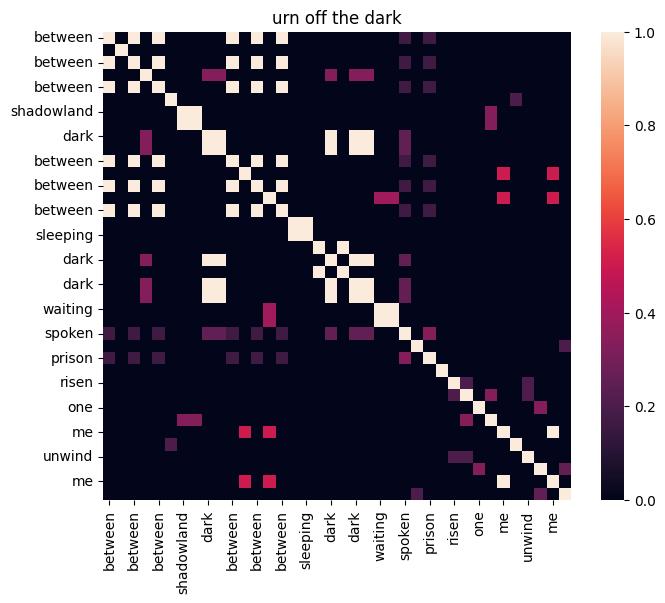 urn off the dark
between
between
between
shadowland
dark
between
between
between
sleeping
dark
dark
waiting
spoken
prison
risen
one
me
unwind
me
1.0
0.8
0.6
0.4
0.2
0.0
between
between
between
shadowland
dark
between
between
between
sleeping
dark
dark
waiting
spoken
prison
risen
one
me
unwind
me